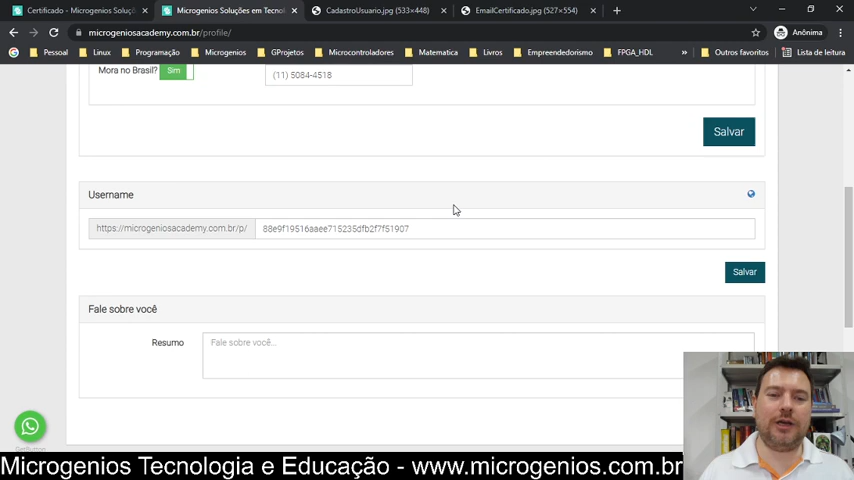 Certificado - Microgenios Soluç
Microgenios Soluções em Tecnol
CadastroUsuario.jpg (533×448)
EmailCertificado.jpg (527×554)
microgeniosacademy.com.br/profile/
Anônima
Pessoal
Linux
Programação
Microgenios
GProjetos
Microcontroladores
Matematica
Livros
Empreendedorismo
FPGA_HDL
»
Outros favoritos
Lista de leitura
Mora no Brasil?
Sim
(11) 5084-4518
Salvar
Username
https://microgeniosacademy.com.br/p/
88e9f19516aaee715235dfb2f7f51907
Salvar
Fale sobre você
Resumo
Fale sobre você...
Microgenios Tecnologia e Educação - www.microgenios.com.br